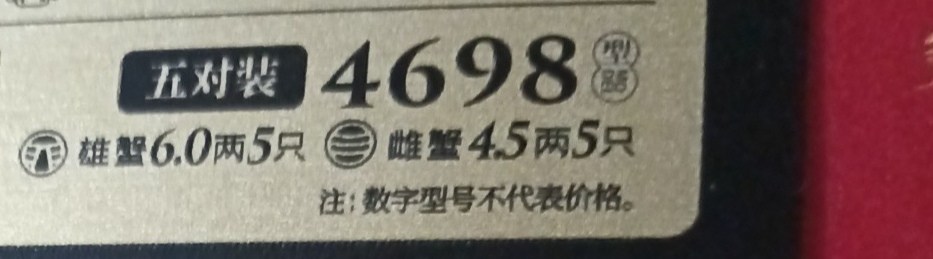 五对装 4698 型号
雄蟹6.0两5只 雌蟹4.5两5只
注:数字型号不代表价格。